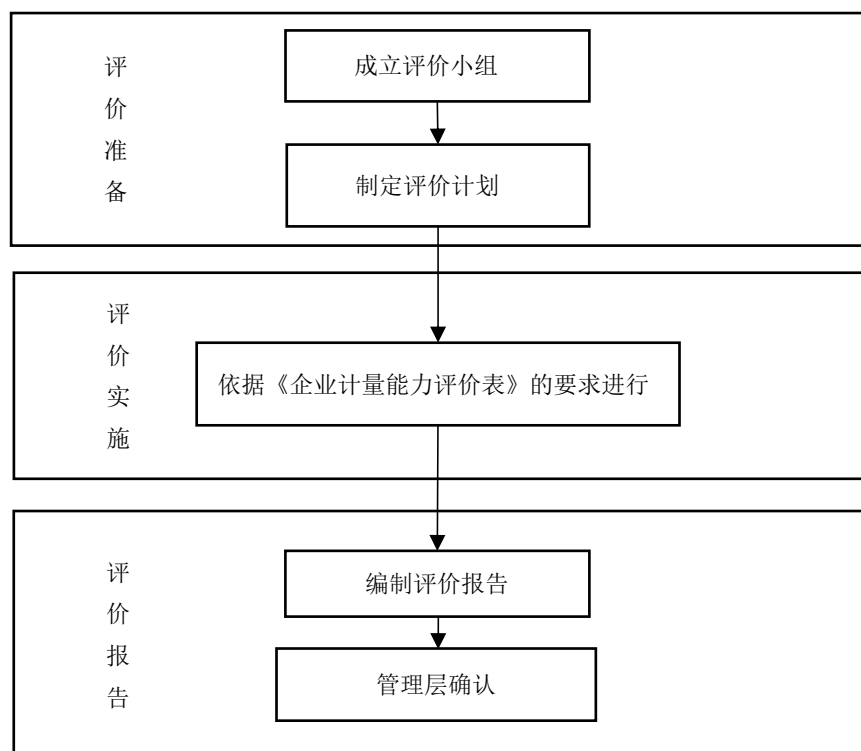 评价准备
成立评价小组
制定评价计划
评价实施
依据《企业计量能力评价表》的要求进行
评价报告
编制评价报告
管理层确认